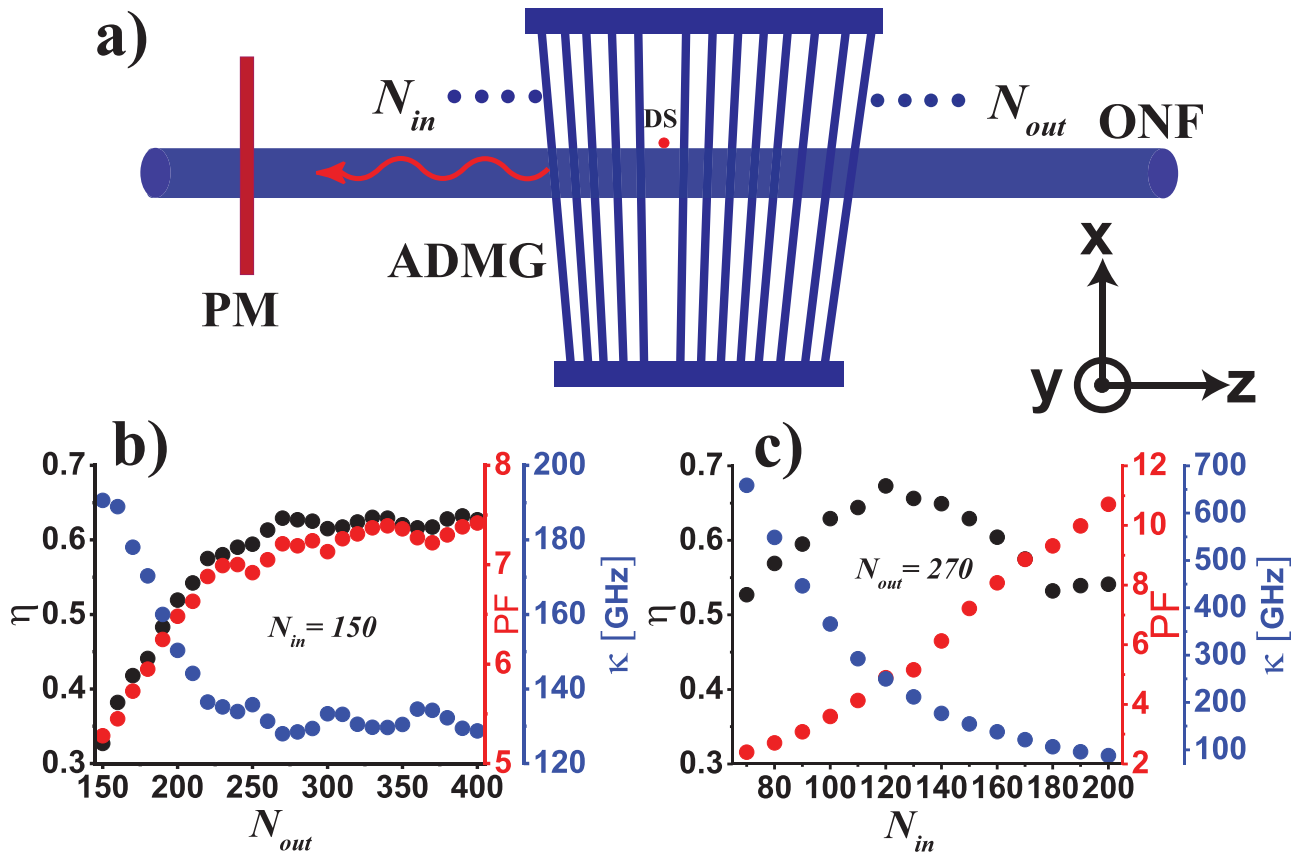 a)
N_in
DS
N_out
ONF
ADMG
PM
x
y
z
b)
0.7
0.6
0.5
0.4
0.3
η
8
7
6
5
PF
200
180
160
140
120
κ [GHz]
N_in = 150
150 200 250 300 350 400
N_out
c)
0.7
0.6
0.5
0.4
0.3
η
12
10
8
6
4
2
PF
700
600
500
400
300
200
100
κ [GHz]
N_out = 270
80 100 120 140 160 180 200
N_in